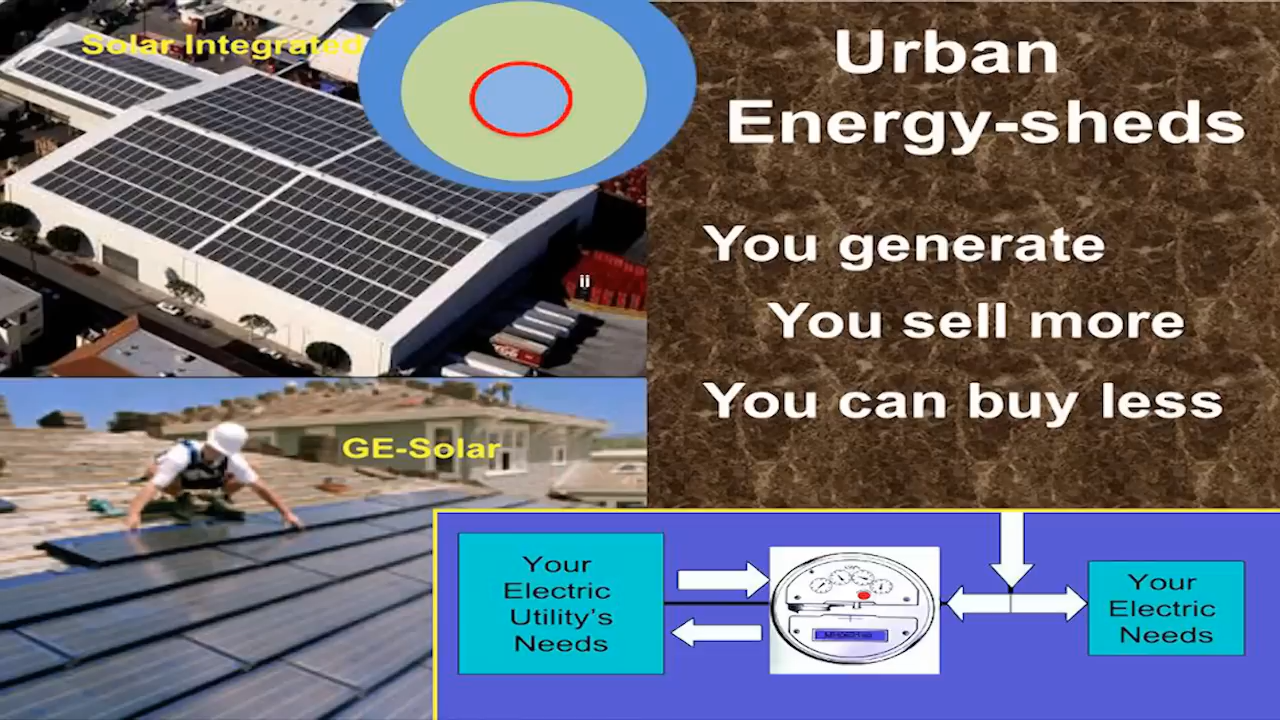 Solar Integrated
Urban
Energy-sheds
You generate
You sell more
You can buy less
ii
GE-Solar
Your
Electric
Utility's
Needs
Your
Electric
Needs